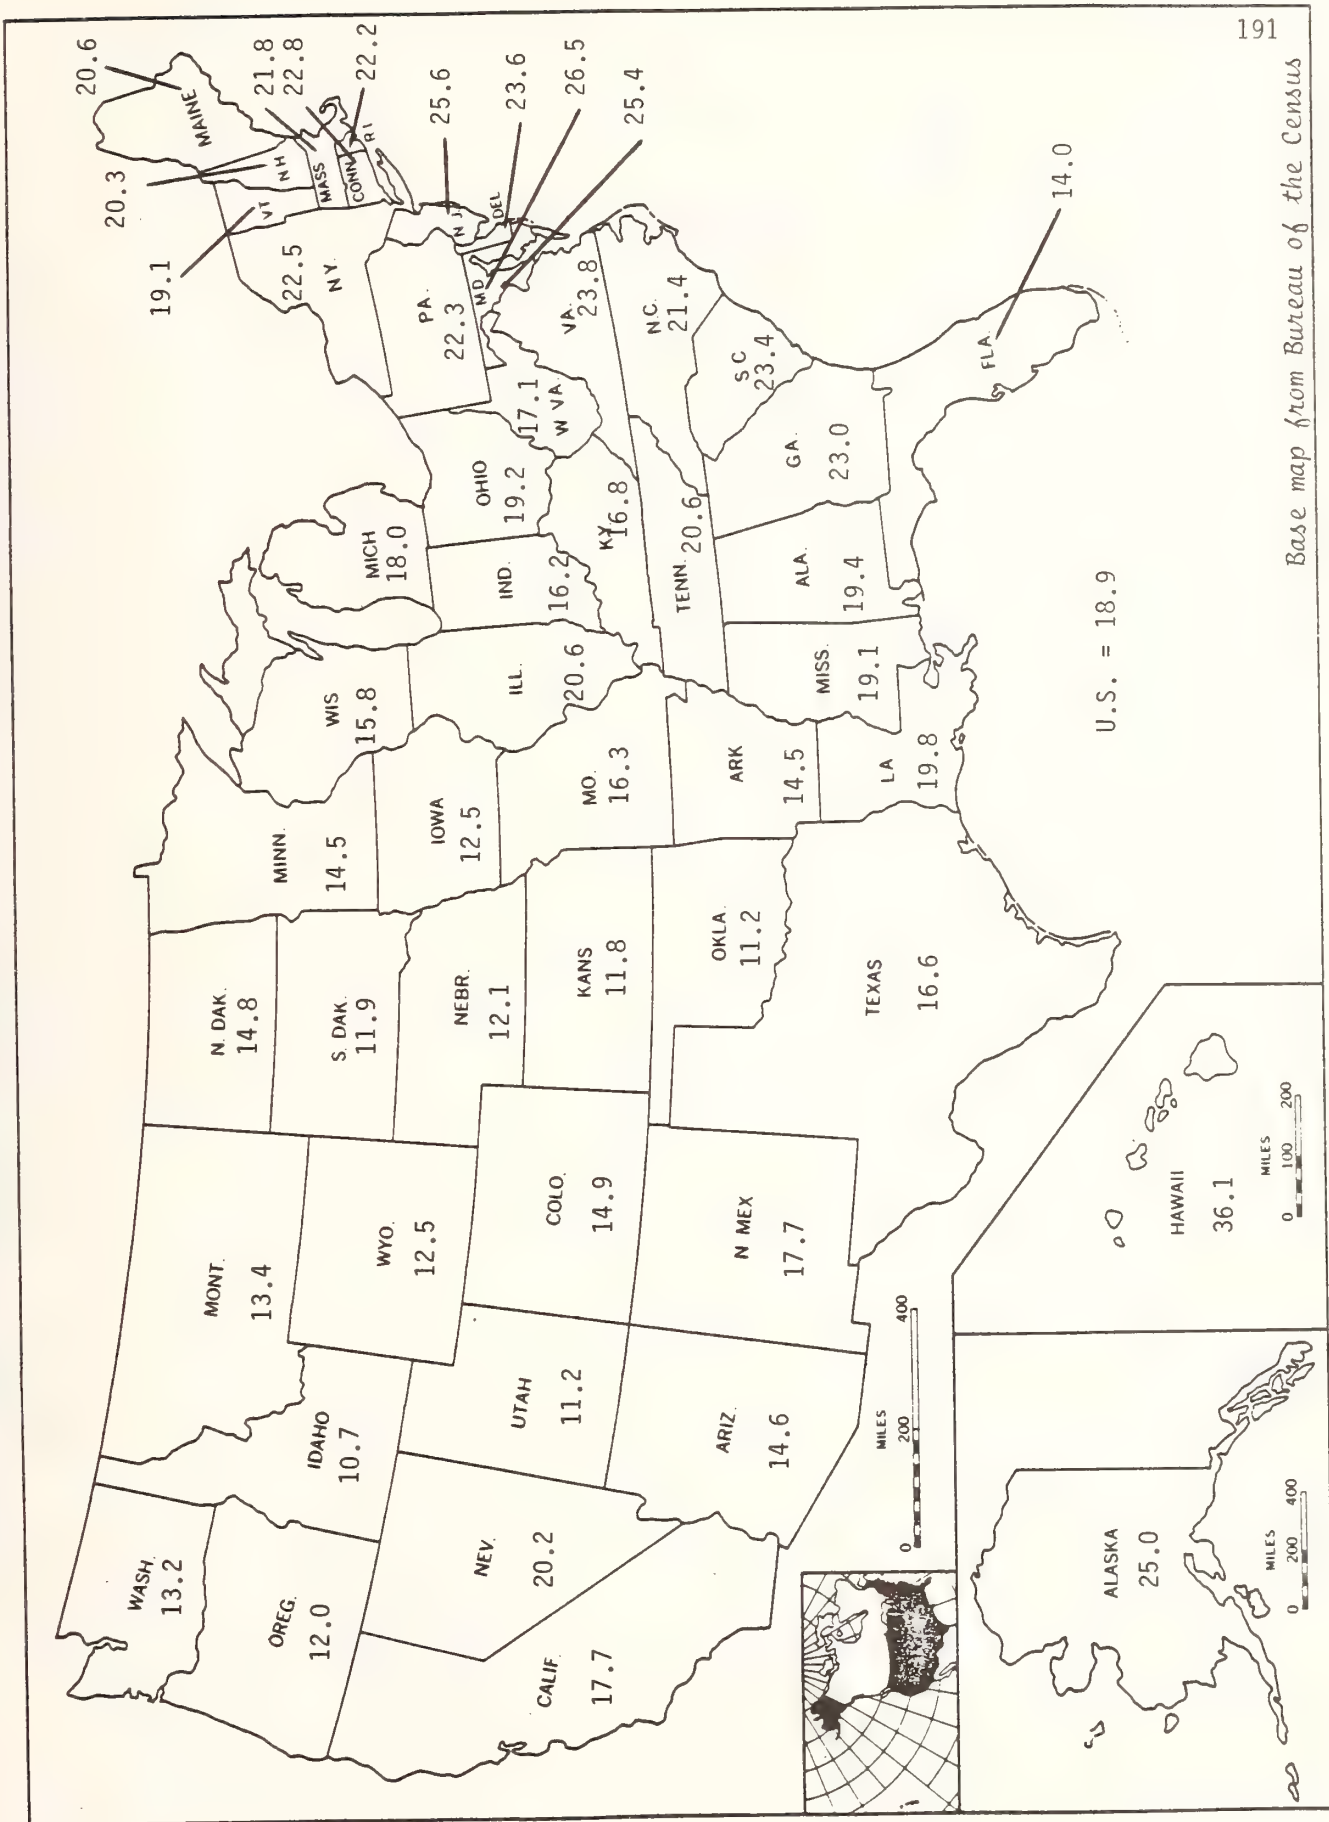 191
WASH.
13.2
OREG.
12.0
CALIF.
17.7
NEV.
20.2
IDAHO
10.7
MONT.
13.4
WYO.
12.5
UTAH
11.2
ARIZ.
14.6
COLO.
14.9
N MEX
17.7
N. DAK.
14.8
S. DAK.
11.9
NEBR.
12.1
KANS
11.8
OKLA.
11.2
TEXAS
16.6
MINN.
14.5
IOWA
12.5
MO.
16.3
ARK
14.5
LA
19.8
WIS
15.8
ILL.
20.6
MICH
18.0
IND.
16.2
OHIO
19.2
KY.
16.8
TENN.
20.6
MISS.
19.1
ALA.
19.4
GA.
23.0
FLA.
14.0
S C
23.4
N.C.
21.4
VA.
23.8
W VA.
17.1
PA.
22.3
N.Y.
22.5
VT
19.1
NH
20.3
MAINE
20.6
MASS
21.8
CONN
22.8
R I
22.2
N J.
25.6
DEL
23.6
MD
26.5
25.4
U.S. = 18.9
MILES
0 200 400
ALASKA
25.0
MILES
0 200 400
HAWAII
36.1
MILES
0 100 200
Base map from Bureau of the Census